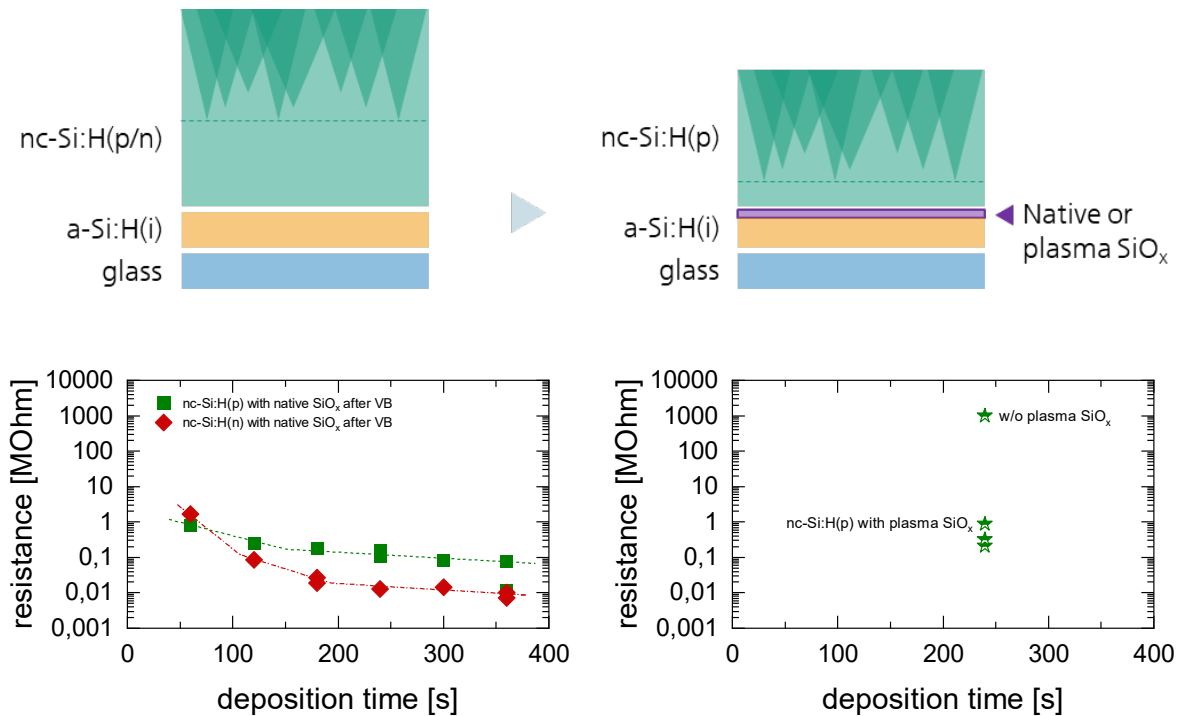 nc-Si:H(p/n)
a-Si:H(i)
glass
nc-Si:H(p)
a-Si:H(i)
glass
Native or
plasma SiOx
resistance [MOhm]
10000
1000
100
10
1
0,1
0,01
0,001
nc-Si:H(p) with native SiOx after VB
nc-Si:H(n) with native SiOx after VB
0
100
200
300
400
deposition time [s]
resistance [MOhm]
10000
1000
100
10
1
0,1
0,01
0,001
w/o plasma SiOx
nc-Si:H(p) with plasma SiOx
0
100
200
300
400
deposition time [s]